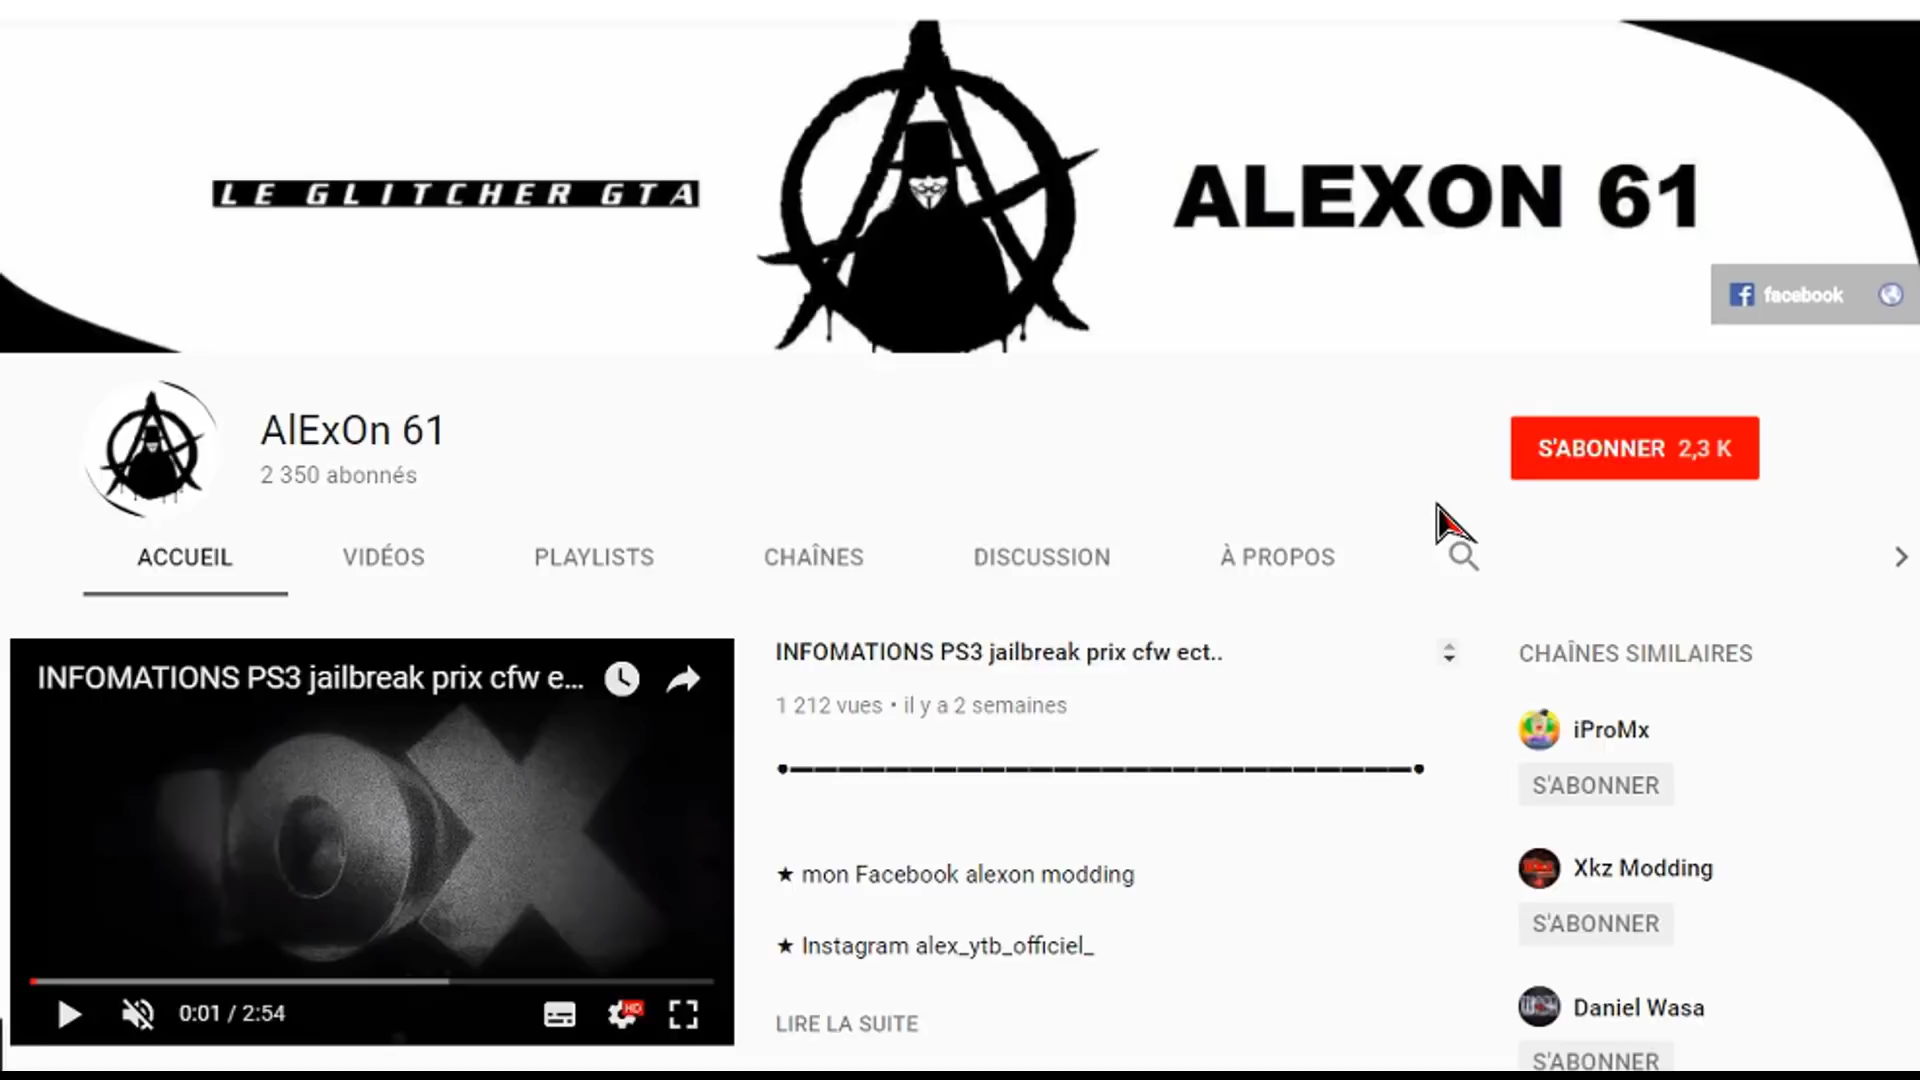 LE GLITCHER GTA
ALEXON 61
facebook
AlExOn 61
2 350 abonnés
S'ABONNER 2,3 K
ACCUEIL
VIDÉOS
PLAYLISTS
CHAÎNES
DISCUSSION
À PROPOS
INFOMATIONS PS3 jailbreak prix cfw e...
HD
0:01 / 2:54
INFOMATIONS PS3 jailbreak prix cfw ect..
1 212 vues • il y a 2 semaines
★ mon Facebook alexon modding
★ Instagram alex_ytb_officiel_
LIRE LA SUITE
CHAÎNES SIMILAIRES
iProMx
S'ABONNER
Xkz Modding
S'ABONNER
Daniel Wasa
S'ABONNER